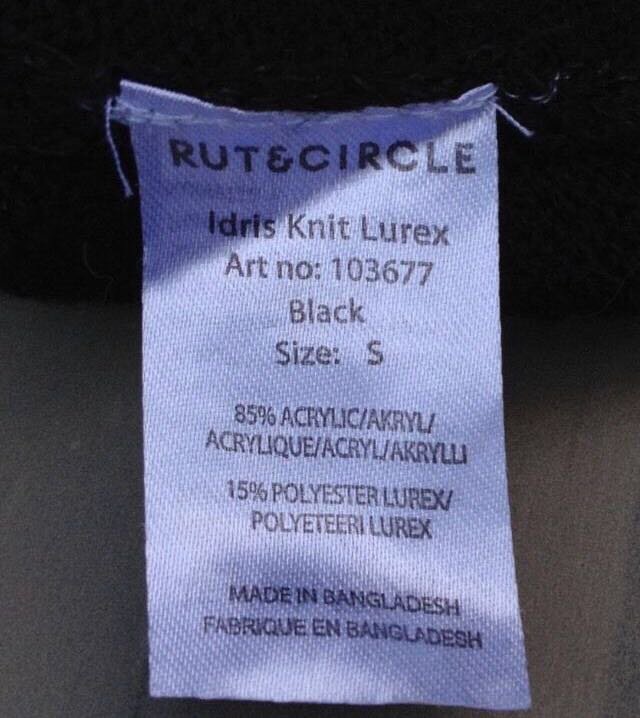 RUT&CIRCLE
Idris Knit Lurex
Art no: 103677
Black
Size: S
85% ACRYLIC/AKRYL/
ACRYLIQUE/ACRYL/AKRYLLI
15% POLYESTER LUREX/
POLYETEERI LUREX
MADE IN BANGLADESH
FABRIQUE EN BANGLADESH